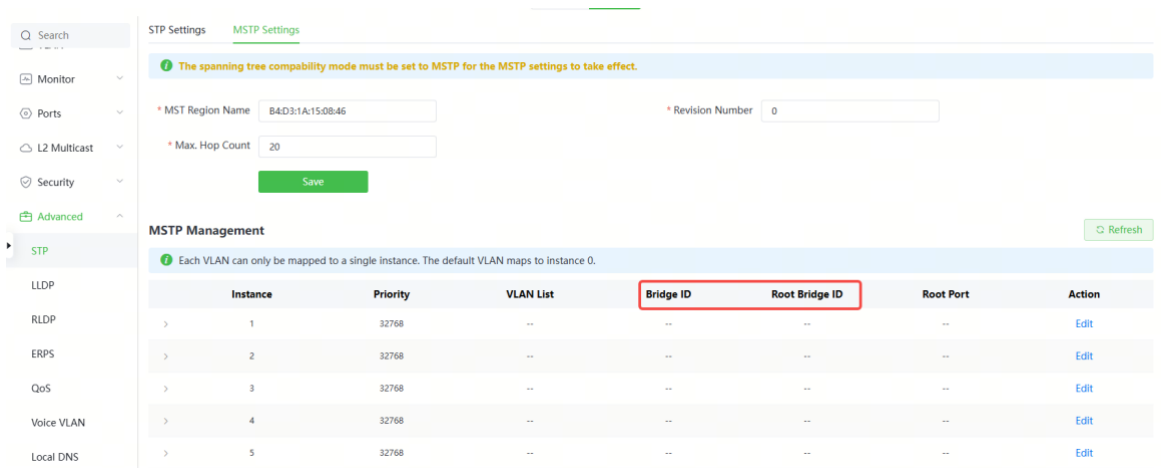 Search
STP Settings
MSTP Settings
The spanning tree compability mode must be set to MSTP for the MSTP settings to take effect.
Monitor
Ports
L2 Multicast
Security
Advanced
STP
LLDP
RLDP
ERPS
QoS
Voice VLAN
Local DNS
* MST Region Name B4:D3:1A:15:08:46
* Revision Number 0
* Max. Hop Count 20
Save
MSTP Management
Refresh
Each VLAN can only be mapped to a single instance. The default VLAN maps to instance 0.
Instance Priority VLAN List Bridge ID Root Bridge ID Root Port Action
1 32768 -- -- -- -- Edit
2 32768 -- -- -- -- Edit
3 32768 -- -- -- -- Edit
4 32768 -- -- -- -- Edit
5 32768 -- -- -- -- Edit